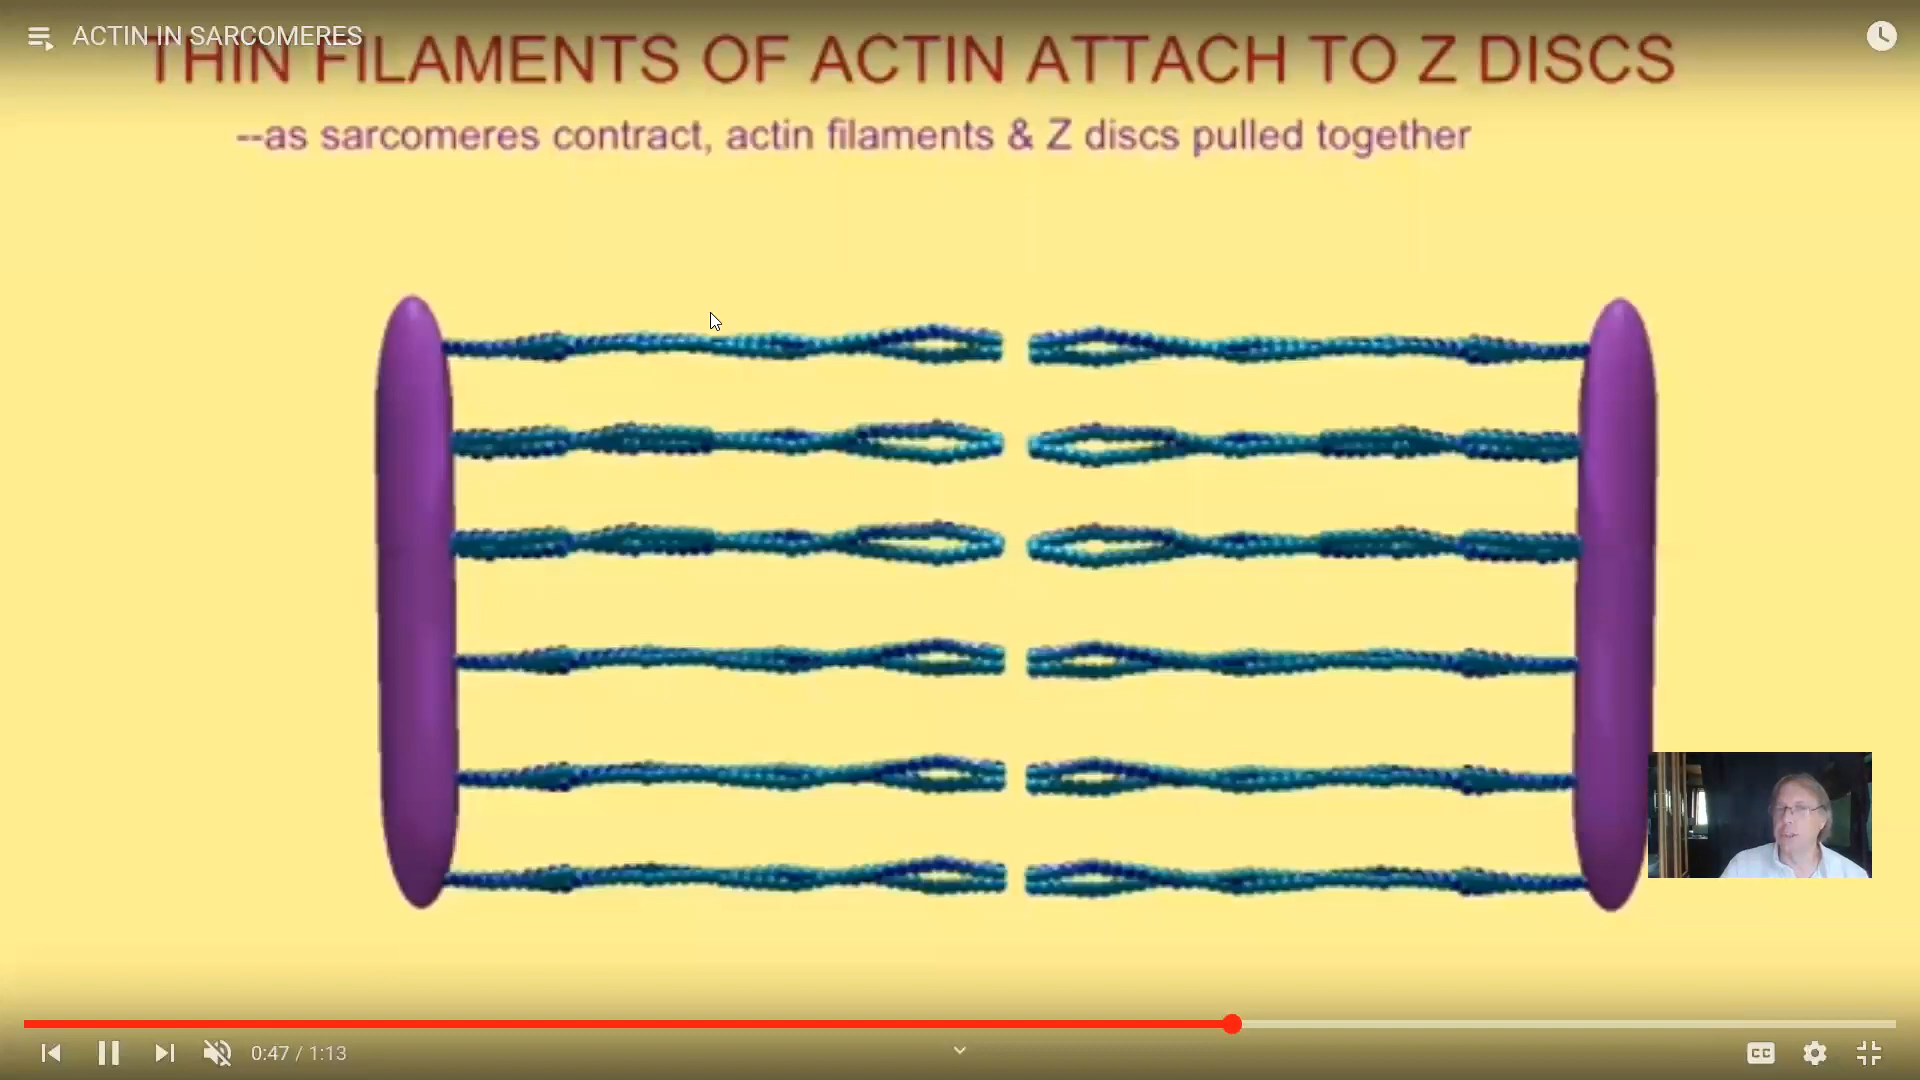 ACTIN IN SARCOMERES
THIN FILAMENTS OF ACTIN ATTACH TO Z DISCS
--as sarcomeres contract, actin filaments & Z discs pulled together
0:47 / 1:13
CC